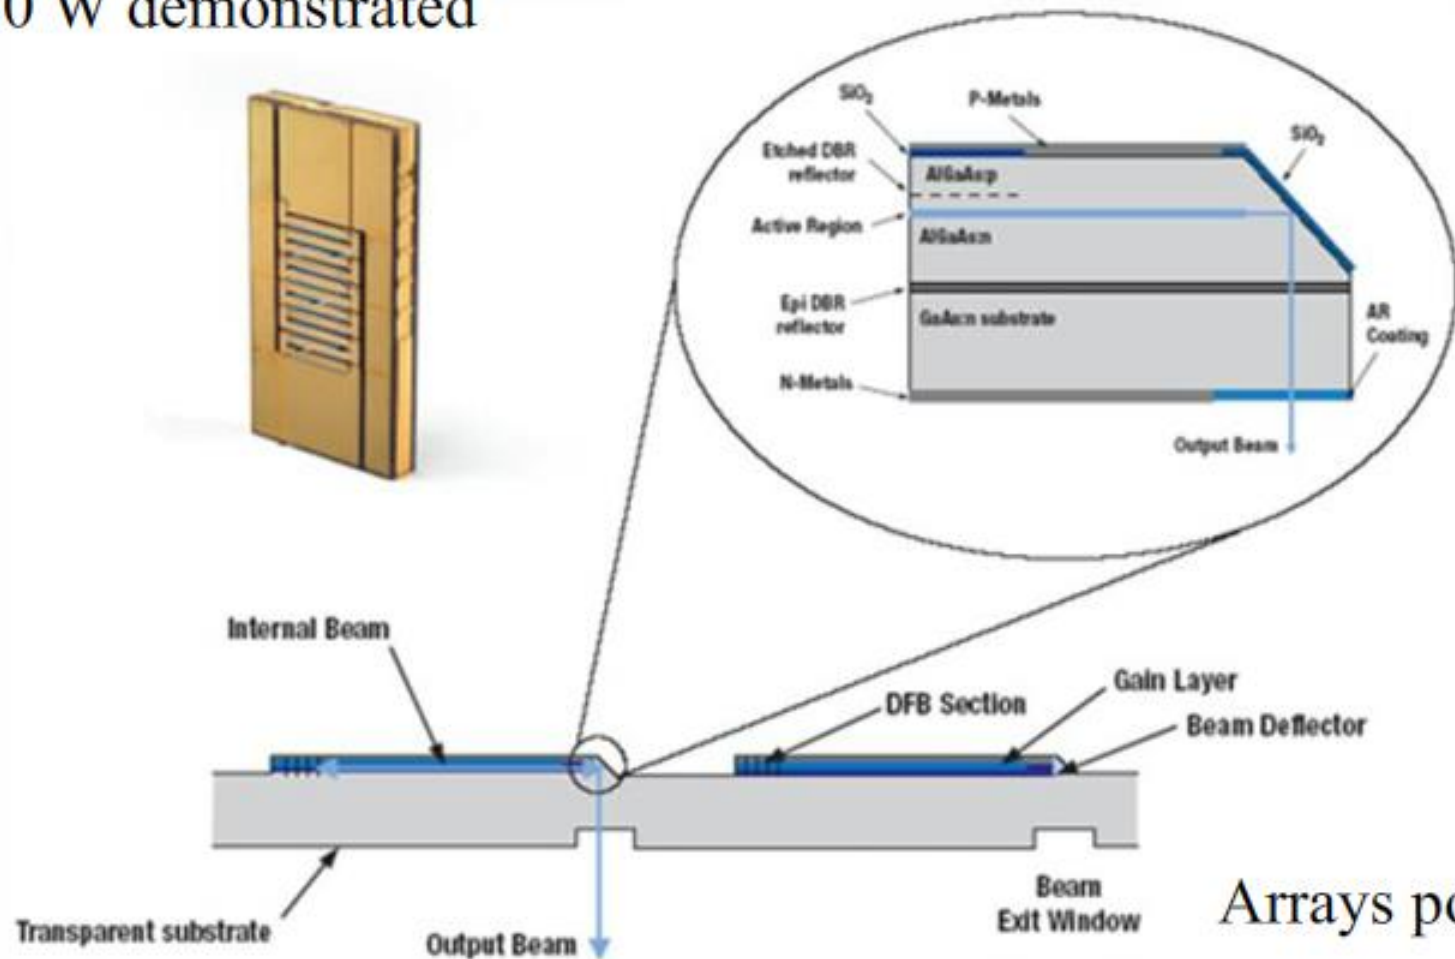 0 W demonstrated
SiO₂
P-Metals
SiO₂
Etched DBR
reflector
AlGaAs:p
Active Region
AlGaAs:n
Epi DBR
reflector
GaAs:n substrate
AR
Coating
N-Metals
Output Beam
Internal Beam
DFB Section
Gain Layer
Beam Deflector
Beam
Exit Window
Transparent substrate
Output Beam
Arrays po